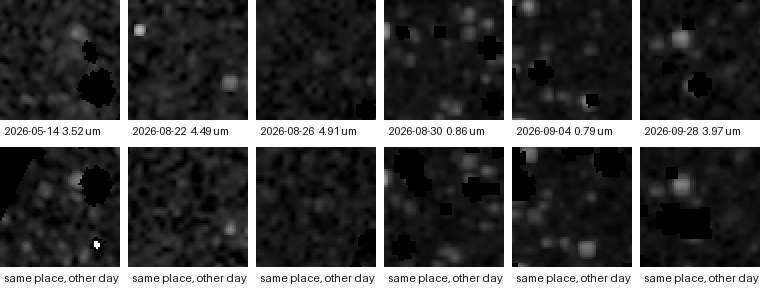 2026-05-14 3.52 um
2026-08-22 4.49 um
2026-08-26 4.91 um
2026-08-30 0.86 um
2026-09-04 0.79 um
2026-09-28 3.97 um
same place, other day
same place, other day
same place, other day
same place, other day
same place, other day
same place, other day